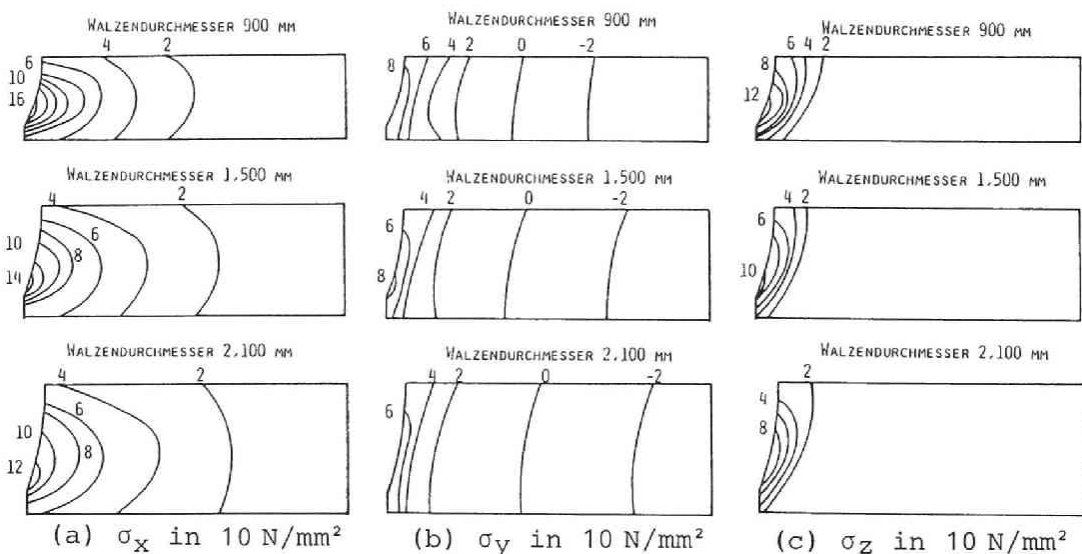 WALZENDURCHMESSER 900 MM
6 4 2
10
16
WALZENDURCHMESSER 900 MM
6 4 2 0 -2
8
WALZENDURCHMESSER 900 MM
6 4 2
8
12
WALZENDURCHMESSER 1.500 MM
4 2
10 6
8
14
WALZENDURCHMESSER 1.500 MM
4 2 0 -2
6
8
WALZENDURCHMESSER 1.500 MM
4 2
6
10
WALZENDURCHMESSER 2.100 MM
4 2
6
10
8
12
WALZENDURCHMESSER 2.100 MM
4 2 0 -2
6
WALZENDURCHMESSER 2.100 MM
2
4
8
(a) σx in 10 N/mm²
(b) σy in 10 N/mm²
(c) σz in 10 N/mm²